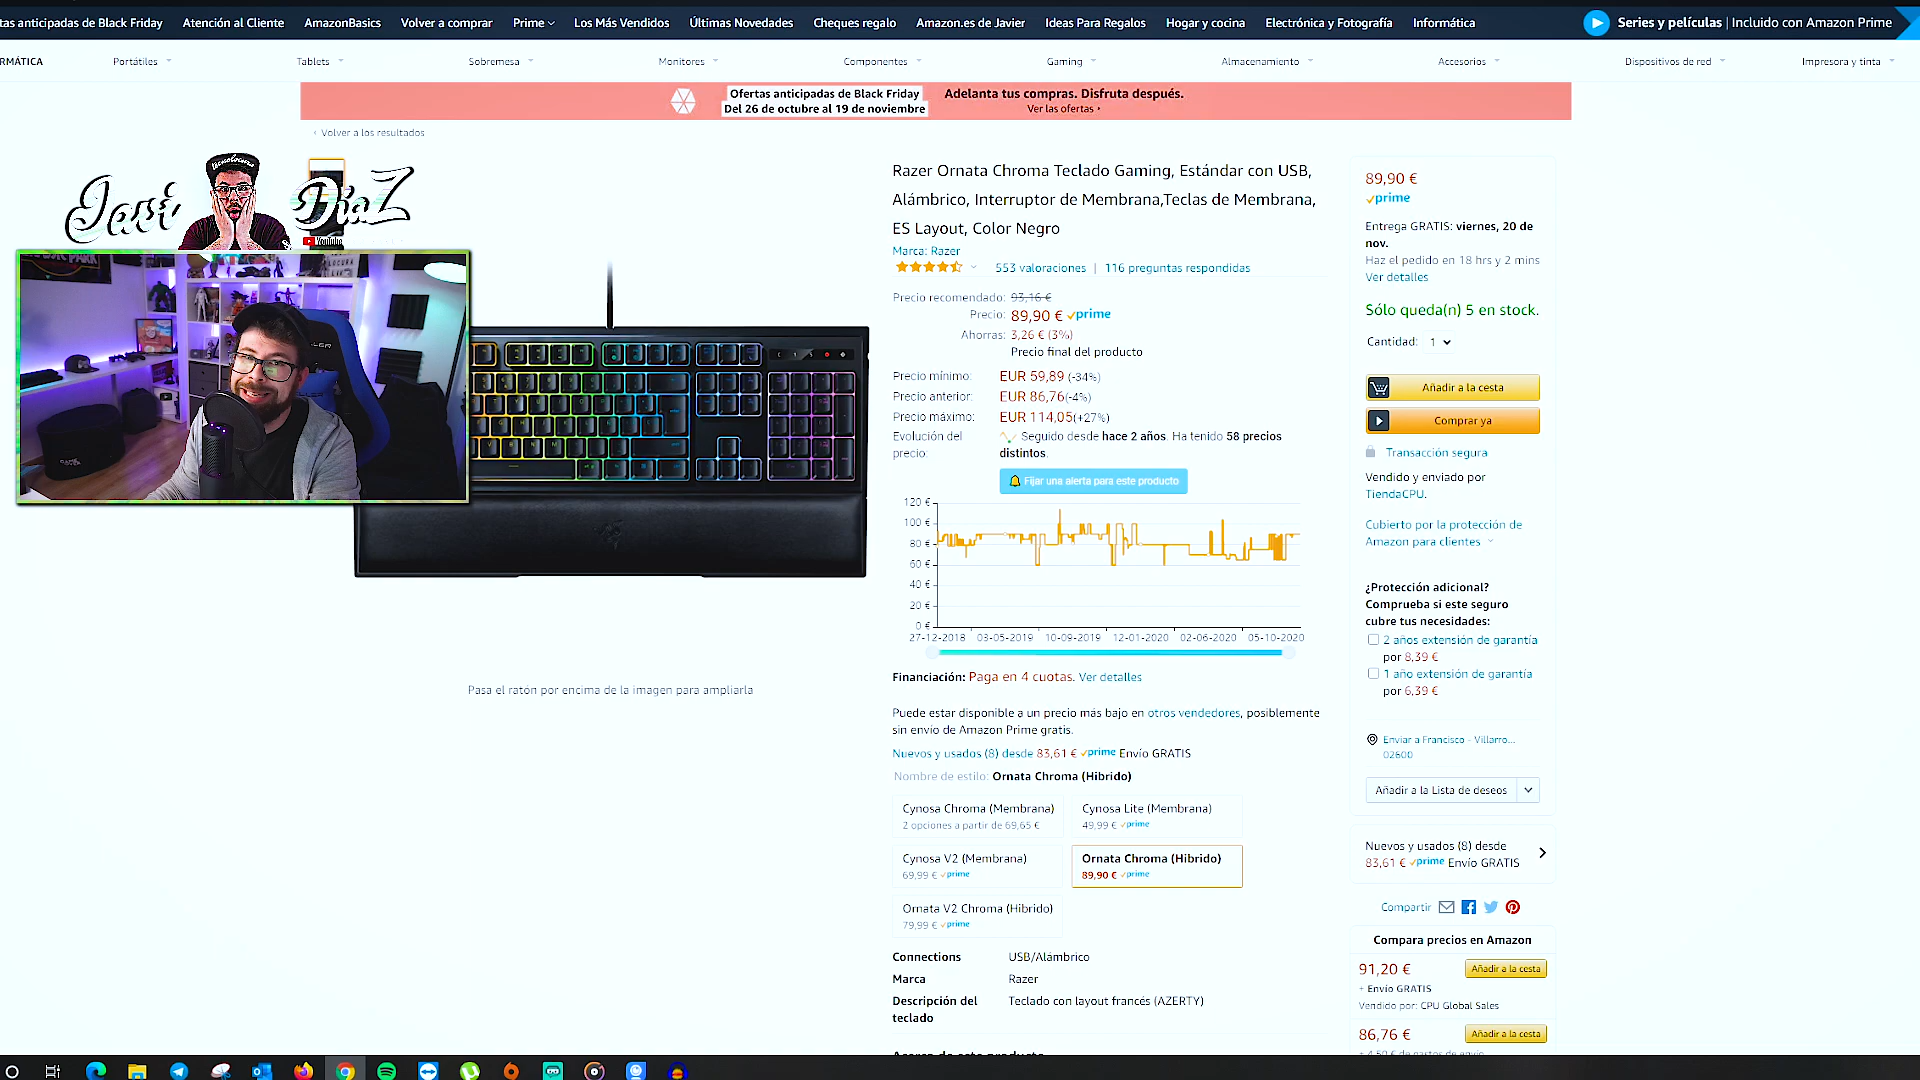 tas anticipadas de Black Friday Atención al Cliente AmazonBasics Volver a comprar Prime Los Más Vendidos Últimas Novedades Cheques regalo Amazon.es de Javier Ideas Para Regalos Hogar y cocina Electrónica y Fotografía Informática Series y películas | Incluido con Amazon Prime
RMÁTICA Portátiles Tablets Sobremesa Monitores Componentes Gaming Almacenamiento Accesorios Dispositivos de red Impresora y tinta
Ofertas anticipadas de Black Friday
Del 26 de octubre al 19 de noviembre
Adelanta tus compras. Disfruta después.
Ver las ofertas ›
‹ Volver a los resultados
Javi DíaZ
YouTube
Razer Ornata Chroma Teclado Gaming, Estándar con USB,
Alámbrico, Interruptor de Membrana,Teclas de Membrana,
ES Layout, Color Negro
Marca: Razer
553 valoraciones | 116 preguntas respondidas
Precio recomendado: 93,16 €
Precio: 89,90 € prime
Ahorras: 3,26 € (3%)
Precio final del producto
Precio mínimo: EUR 59,89 (-34%)
Precio anterior: EUR 86,76(-4%)
Precio máximo: EUR 114,05(+27%)
Evolución del precio: Seguido desde hace 2 años. Ha tenido 58 precios
distintos.
Fijar una alerta para este producto
120 €
100 €
80 €
60 €
40 €
20 €
0 €
27-12-2018 03-05-2019 10-09-2019 12-01-2020 02-06-2020 05-10-2020
Financiación: Paga en 4 cuotas. Ver detalles
Puede estar disponible a un precio más bajo en otros vendedores, posiblemente
sin envío de Amazon Prime gratis.
Nuevos y usados (8) desde 83,61 € prime Envío GRATIS
Nombre de estilo: Ornata Chroma (Hibrido)
Cynosa Chroma (Membrana)
2 opciones a partir de 69,65 €
Cynosa Lite (Membrana)
49,99 € prime
Cynosa V2 (Membrana)
69,99 € prime
Ornata Chroma (Hibrido)
89,90 € prime
Ornata V2 Chroma (Hibrido)
79,99 € prime
Connections USB/Alámbrico
Marca Razer
Descripción del teclado Teclado con layout francés (AZERTY)
Acerca de este producto
Pasa el ratón por encima de la imagen para ampliarla
89,90 €
prime
Entrega GRATIS: viernes, 20 de
nov.
Haz el pedido en 18 hrs y 2 mins
Ver detalles
Sólo queda(n) 5 en stock.
Cantidad: 1
Añadir a la cesta
Comprar ya
Transacción segura
Vendido y enviado por
TiendaCPU.
Cubierto por la protección de
Amazon para clientes
¿Protección adicional?
Comprueba si este seguro
cubre tus necesidades:
2 años extensión de garantía
por 8,39 €
1 año extensión de garantía
por 6,39 €
Enviar a Francisco - Villarro...
02600
Añadir a la Lista de deseos
Nuevos y usados (8) desde
83,61 € prime Envío GRATIS
Compartir
Compara precios en Amazon
91,20 € Añadir a la cesta
+ Envío GRATIS
Vendido por: CPU Global Sales
86,76 € Añadir a la cesta
+ 4,50 € de gastos de envío